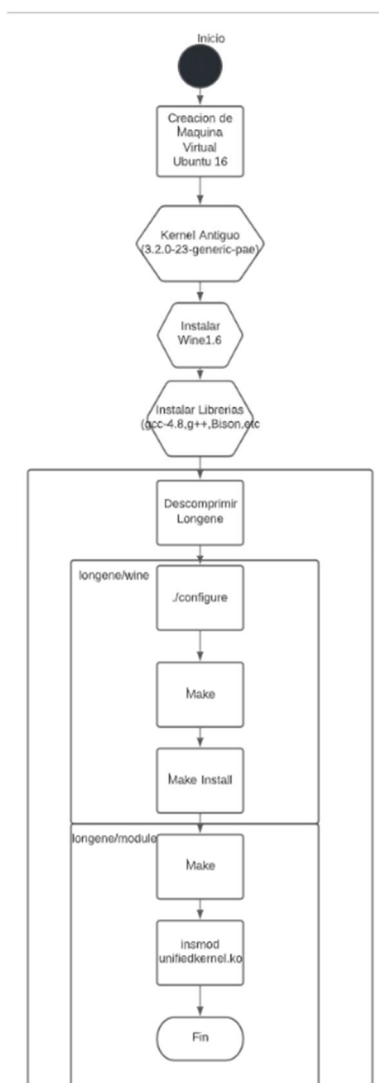 Inicio
Creacion de
Maquina
Virtual
Ubuntu 16
Kernel Antiguo
(3.2.0-23-generic-pae)
Instalar
Wine1.6
Instalar Librerias
(gcc-4.8,g++,Bison,etc
Descomprimir
Longene
longene/wine
./configure
Make
Make Install
longene/module
Make
insmod
unifiedkernel.ko
Fin